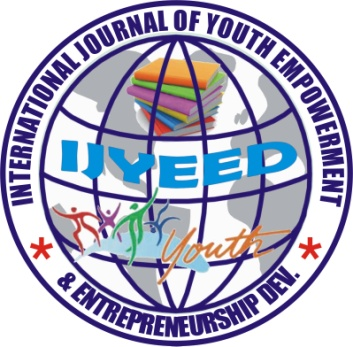 INTERNATIONAL JOURNAL OF YOUTH EMPOWERMENT
IJYEED
Youth
& ENTREPRENEURSHIP DEV.